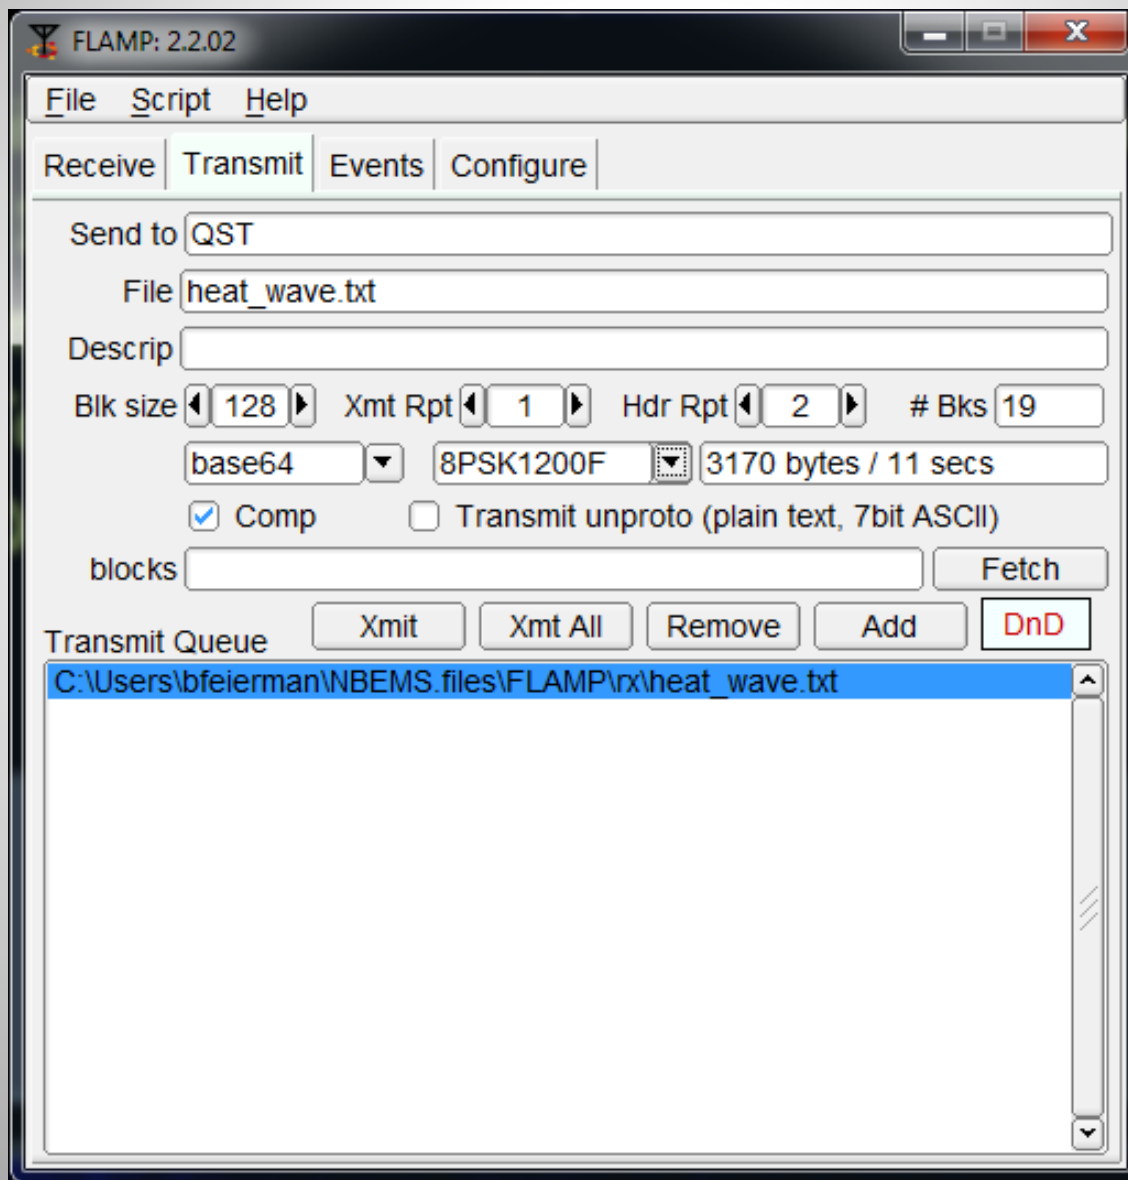 FLAMP: 2.2.02
File Script Help
Receive Transmit Events Configure
Send to QST
File heat_wave.txt
Descrip
Blk size 128 Xmt Rpt 1 Hdr Rpt 2 # Bks 19
base64 8PSK1200F 3170 bytes / 11 secs
Comp Transmit unproto (plain text, 7bit ASCII)
blocks Fetch
Transmit Queue Xmit Xmt All Remove Add DnD
C:\Users\bfeierman\NBEMS.files\FLAMP\rx\heat_wave.txt